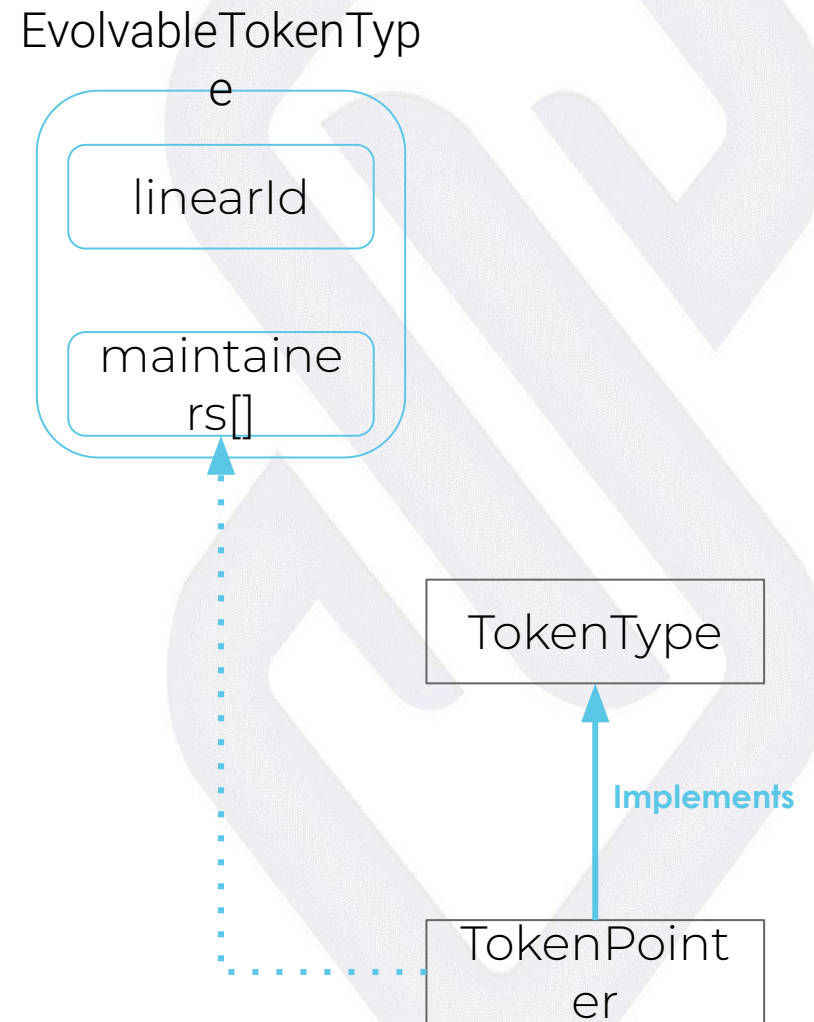 EvolvableTokenTyp
e
linearId
maintaine
rs[]
TokenType
Implements
TokenPoint
er